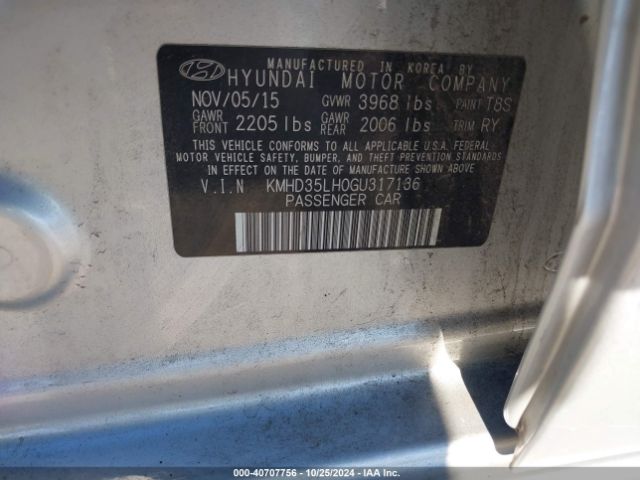 MANUFACTURED IN KOREA BY
HYUNDAI MOTOR COMPANY
NOV/05/15 GVWR 3968 lbs PAINT T8S
GAWR FRONT 2205 lbs GAWR REAR 2006 lbs TRIM RY
THIS VEHICLE CONFORMS TO ALL APPLICABLE U.S.A. FEDERAL
MOTOR VEHICLE SAFETY, BUMPER, AND THEFT PREVENTION STANDARDS
IN EFFECT ON THE DATE OF MANUFACTURE SHOWN ABOVE
V.I.N KMHD35LH0GU317136
PASSENGER CAR
000-40707756 - 10/25/2024 - IAA Inc.